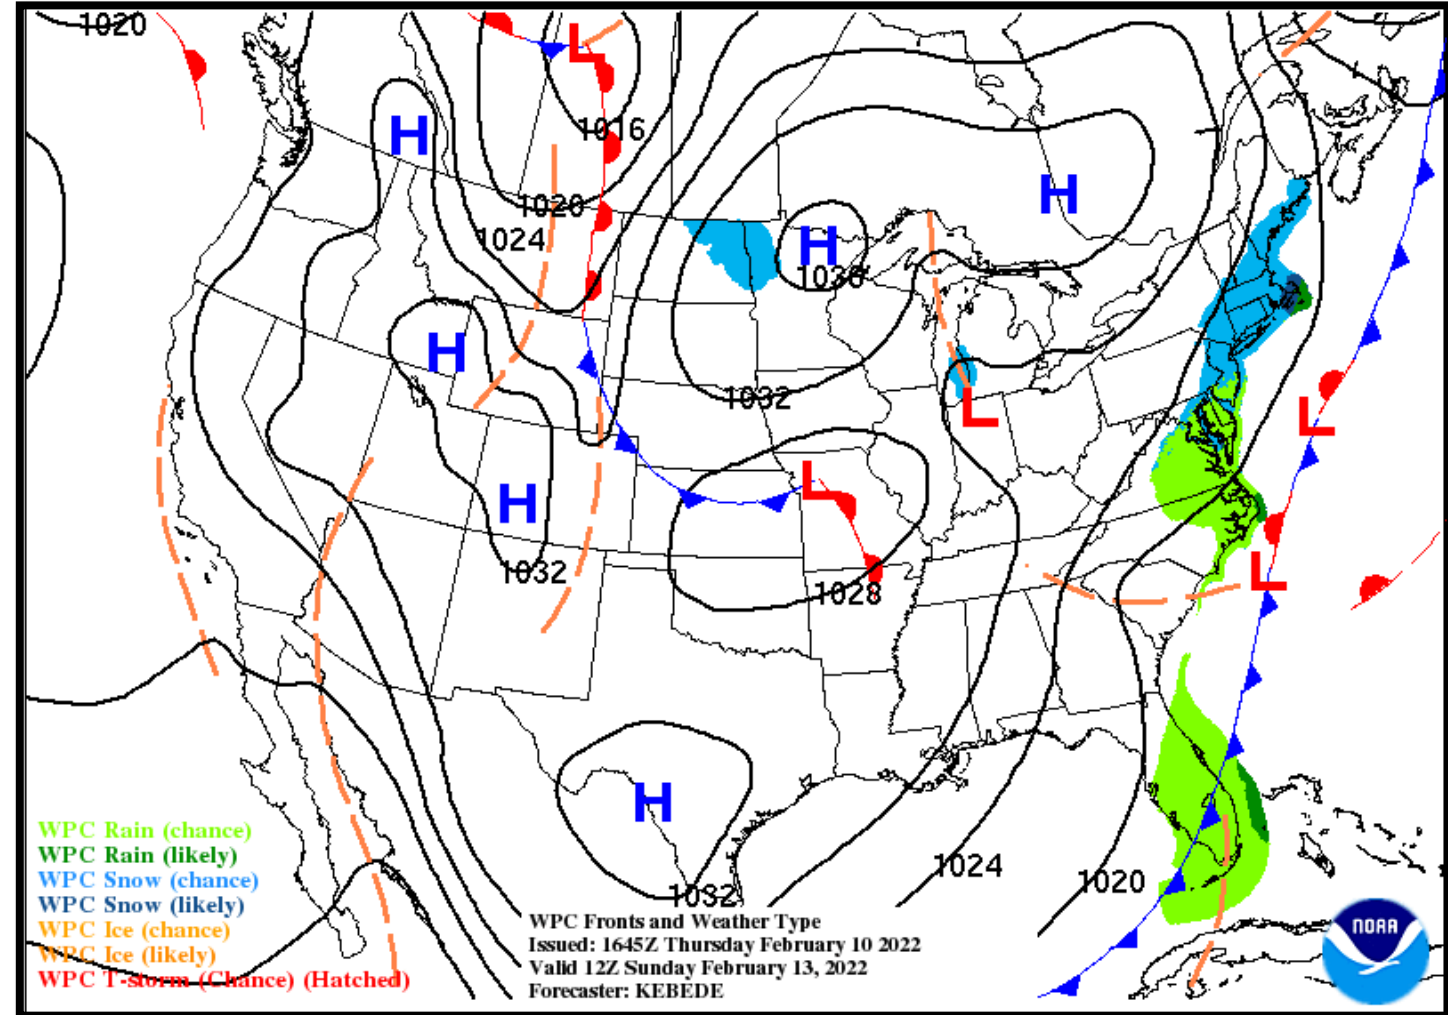 1020
L
1016
H
H
1020
1024
H
1036
H
1032
L
L
L
H
1032
1028
L
H
1032
1024
1020
WPC Rain (chance)
WPC Rain (likely)
WPC Snow (chance)
WPC Snow (likely)
WPC Ice (chance)
WPC Ice (likely)
WPC T-storm (Chance) (Hatched)
WPC Fronts and Weather Type
Issued: 1645Z Thursday February 10 2022
Valid 12Z Sunday February 13, 2022
Forecaster: KEBEDE
NOAA